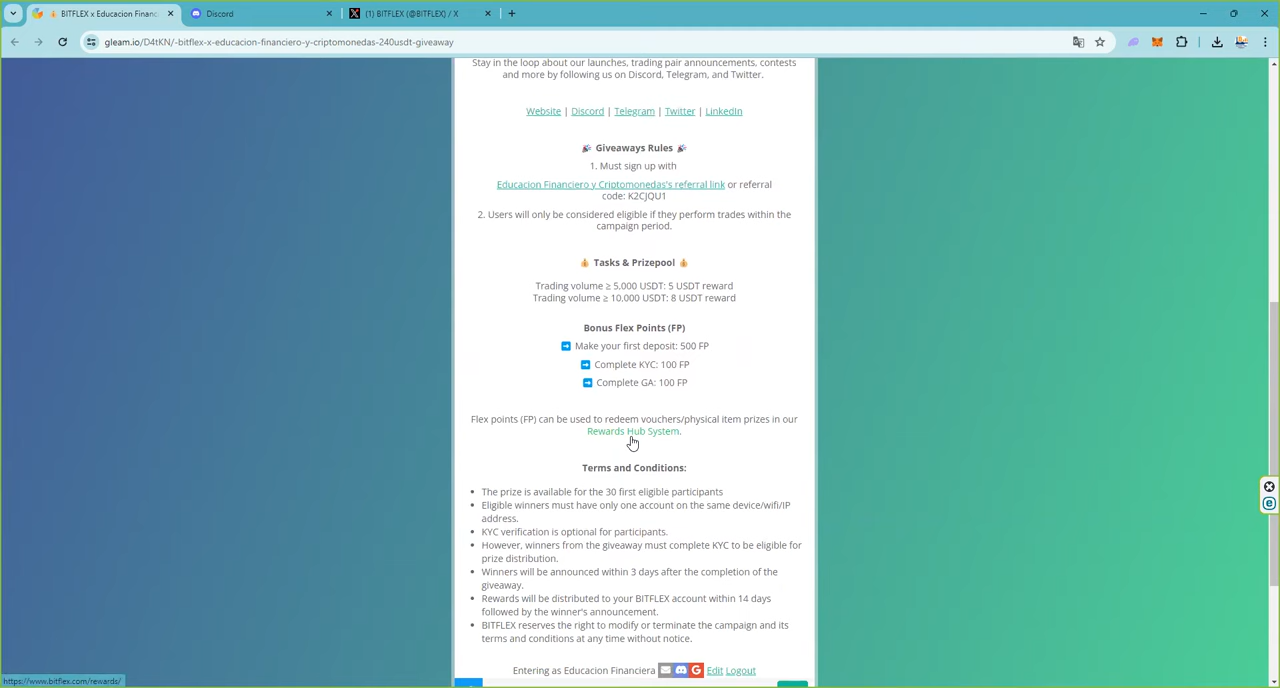 BITFLEX x Educacion Financ
Discord
(1) BITFLEX (@BITFLEX) / X
gleam.io/D4tKN/-bitflex-x-educacion-financiero-y-criptomonedas-240usdt-giveaway
Stay in the loop about our launches, trading pair announcements, contests
and more by following us on Discord, Telegram, and Twitter.
Website | Discord | Telegram | Twitter | LinkedIn
Giveaways Rules
1. Must sign up with
Educacion Financiero y Criptomonedas's referral link or referral
code: K2CJQU1
2. Users will only be considered eligible if they perform trades within the
campaign period.
Tasks & Prizepool
Trading volume ≥ 5,000 USDT: 5 USDT reward
Trading volume ≥ 10,000 USDT: 8 USDT reward
Bonus Flex Points (FP)
Make your first deposit: 500 FP
Complete KYC: 100 FP
Complete GA: 100 FP
Flex points (FP) can be used to redeem vouchers/physical item prizes in our
Rewards Hub System.
Terms and Conditions:
• The prize is available for the 30 first eligible participants
• Eligible winners must have only one account on the same device/wifi/IP
address.
• KYC verification is optional for participants.
• However, winners from the giveaway must complete KYC to be eligible for
prize distribution.
• Winners will be announced within 3 days after the completion of the
giveaway.
• Rewards will be distributed to your BITFLEX account within 14 days
followed by the winner's announcement.
• BITFLEX reserves the right to modify or terminate the campaign and its
terms and conditions at any time without notice.
Entering as Educacion Financiera Edit Logout
https://www.bitflex.com/rewards/